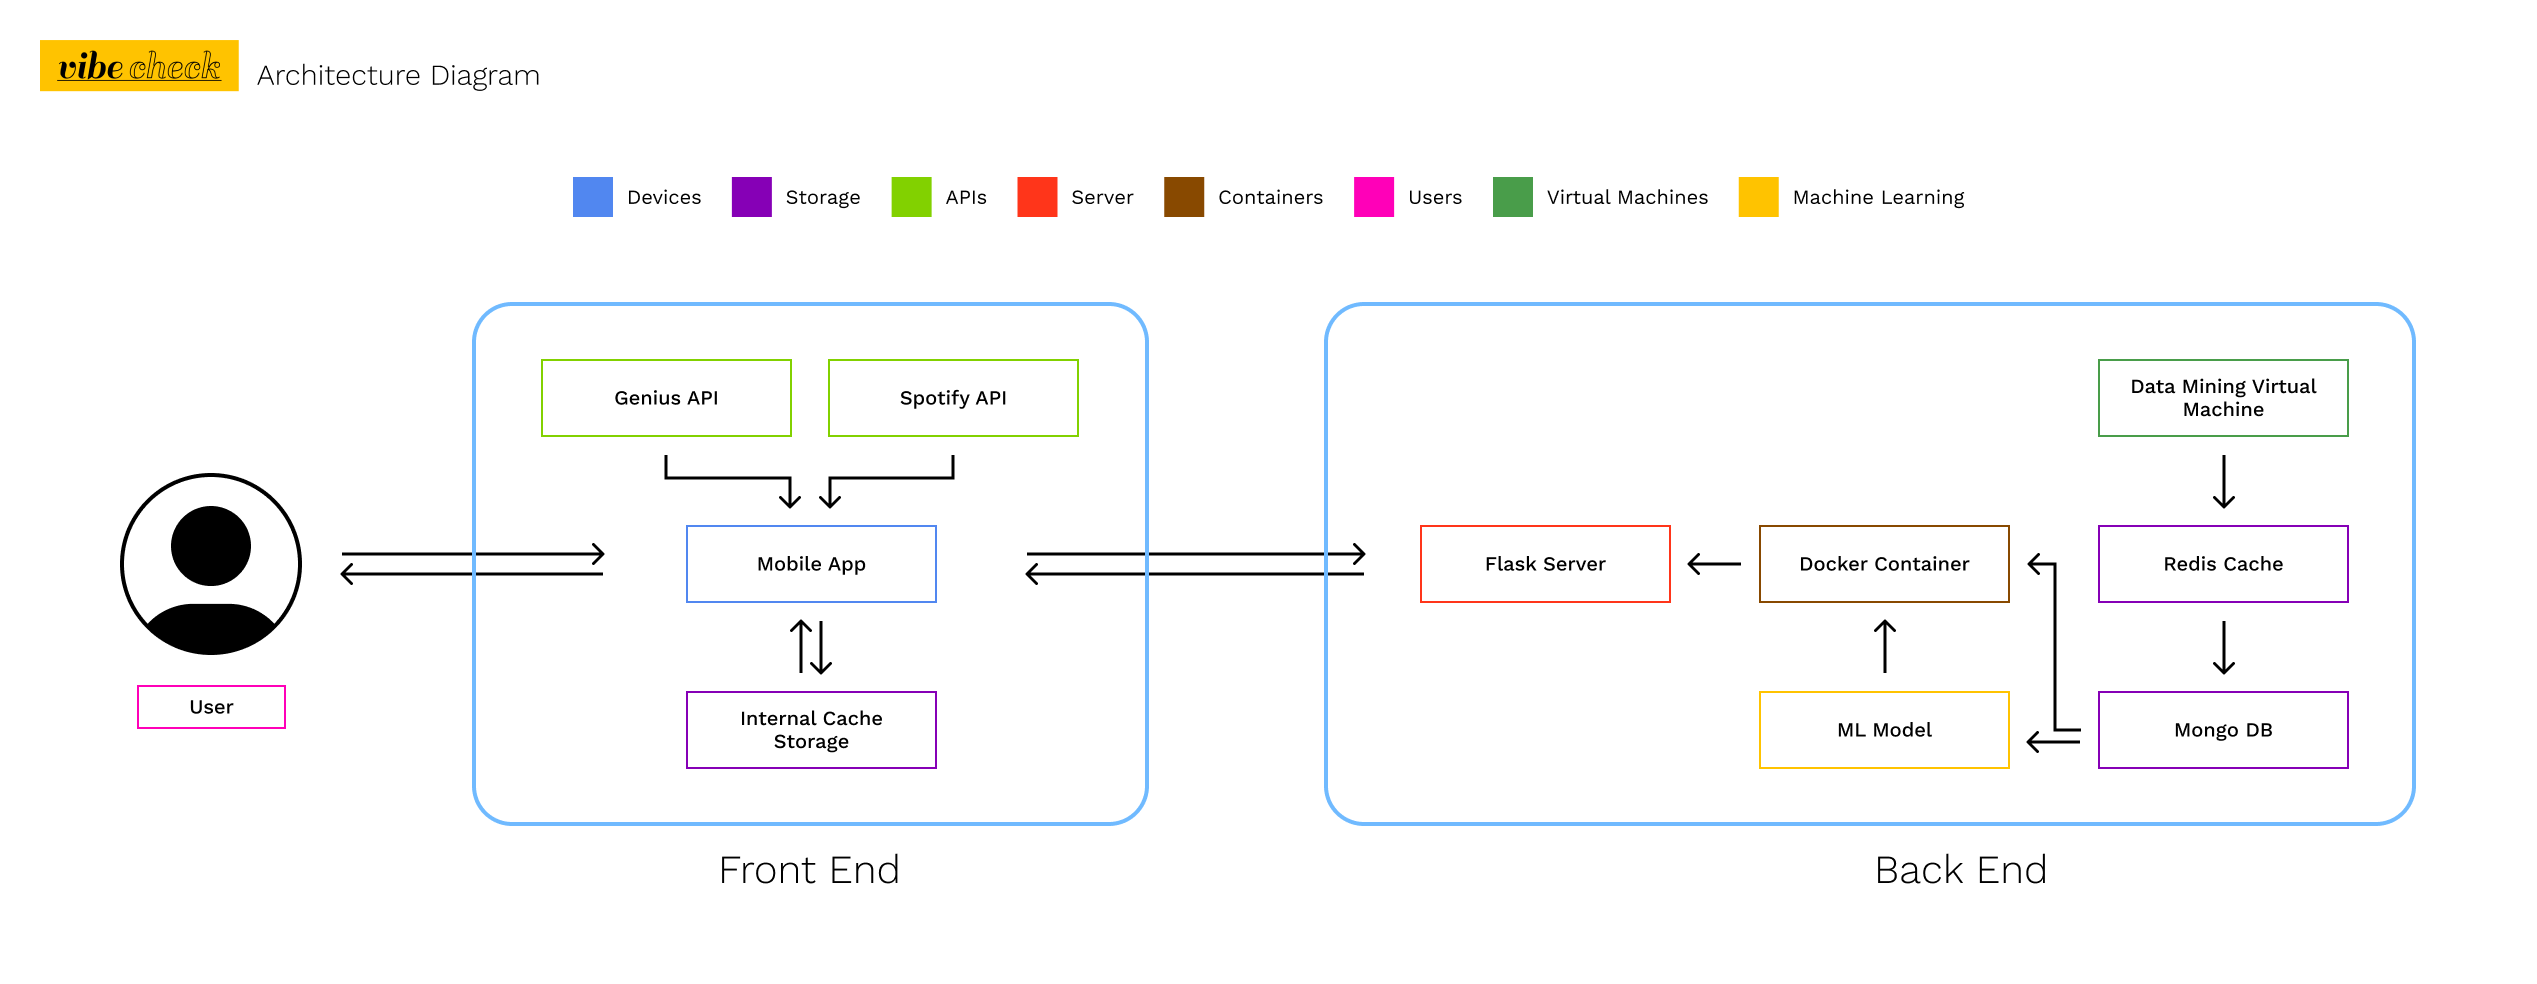 vibe check
Architecture Diagram
Devices
Storage
APIs
Server
Containers
Users
Virtual Machines
Machine Learning
Genius API
Spotify API
Mobile App
Internal Cache
Storage
User
Front End
Data Mining Virtual
Machine
Flask Server
Docker Container
Redis Cache
ML Model
Mongo DB
Back End